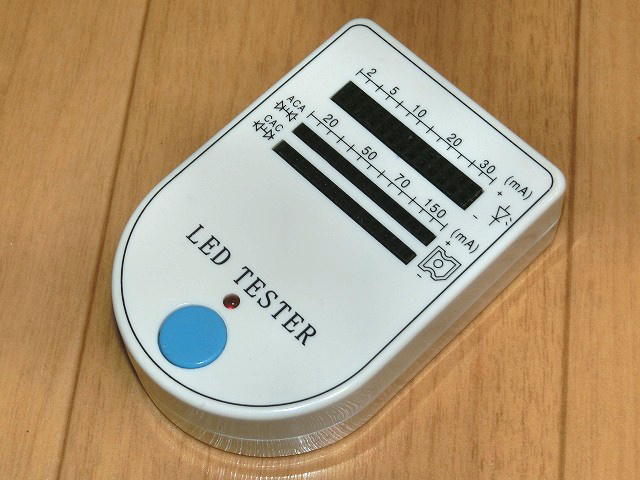 2 5 10 20 30 (mA)
+ -
ACA 20 50 70 150 (mA)
CAC
+ -
LED TESTER